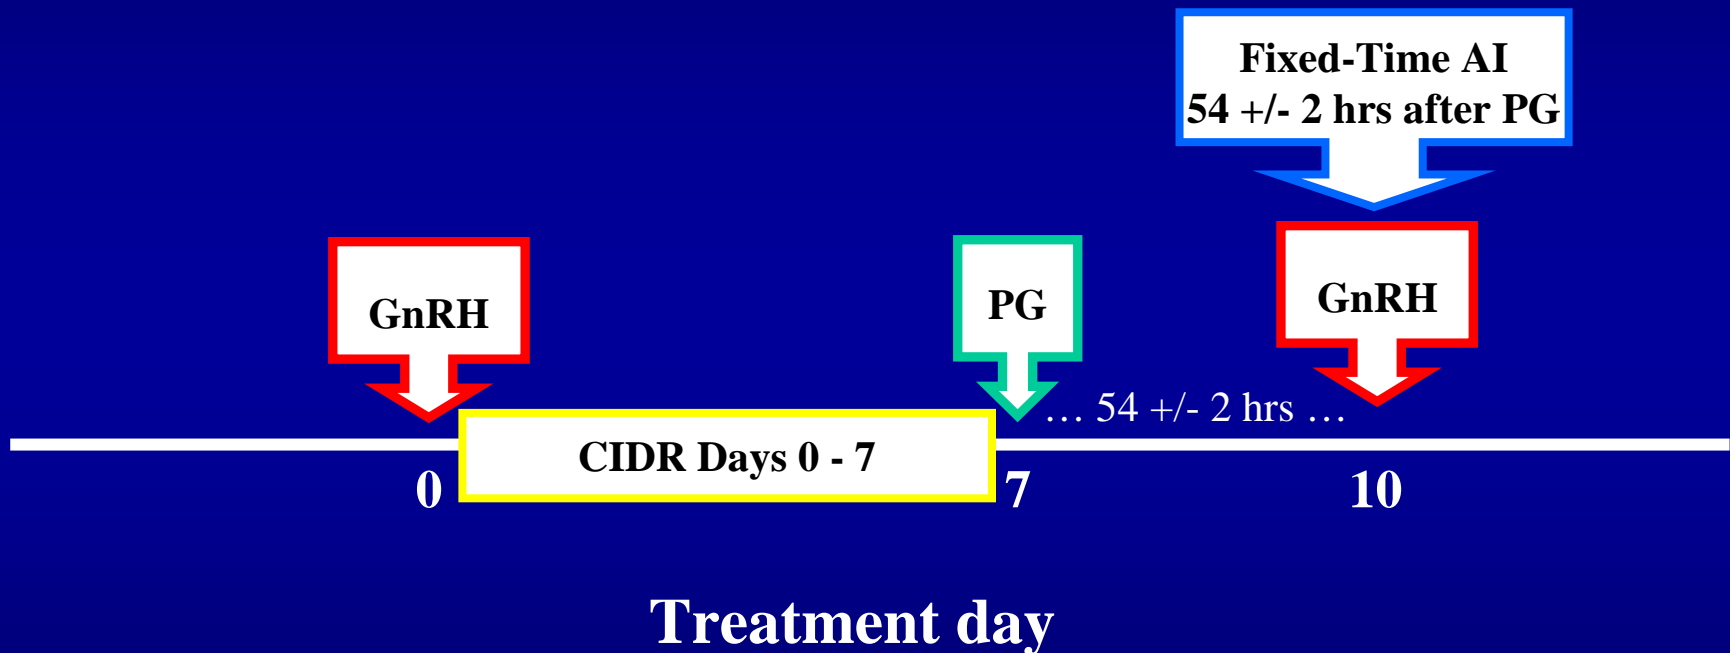 Fixed-Time AI
54 +/- 2 hrs after PG
GnRH
PG
GnRH
… 54 +/- 2 hrs …
CIDR Days 0 - 7
0
7
10
Treatment day